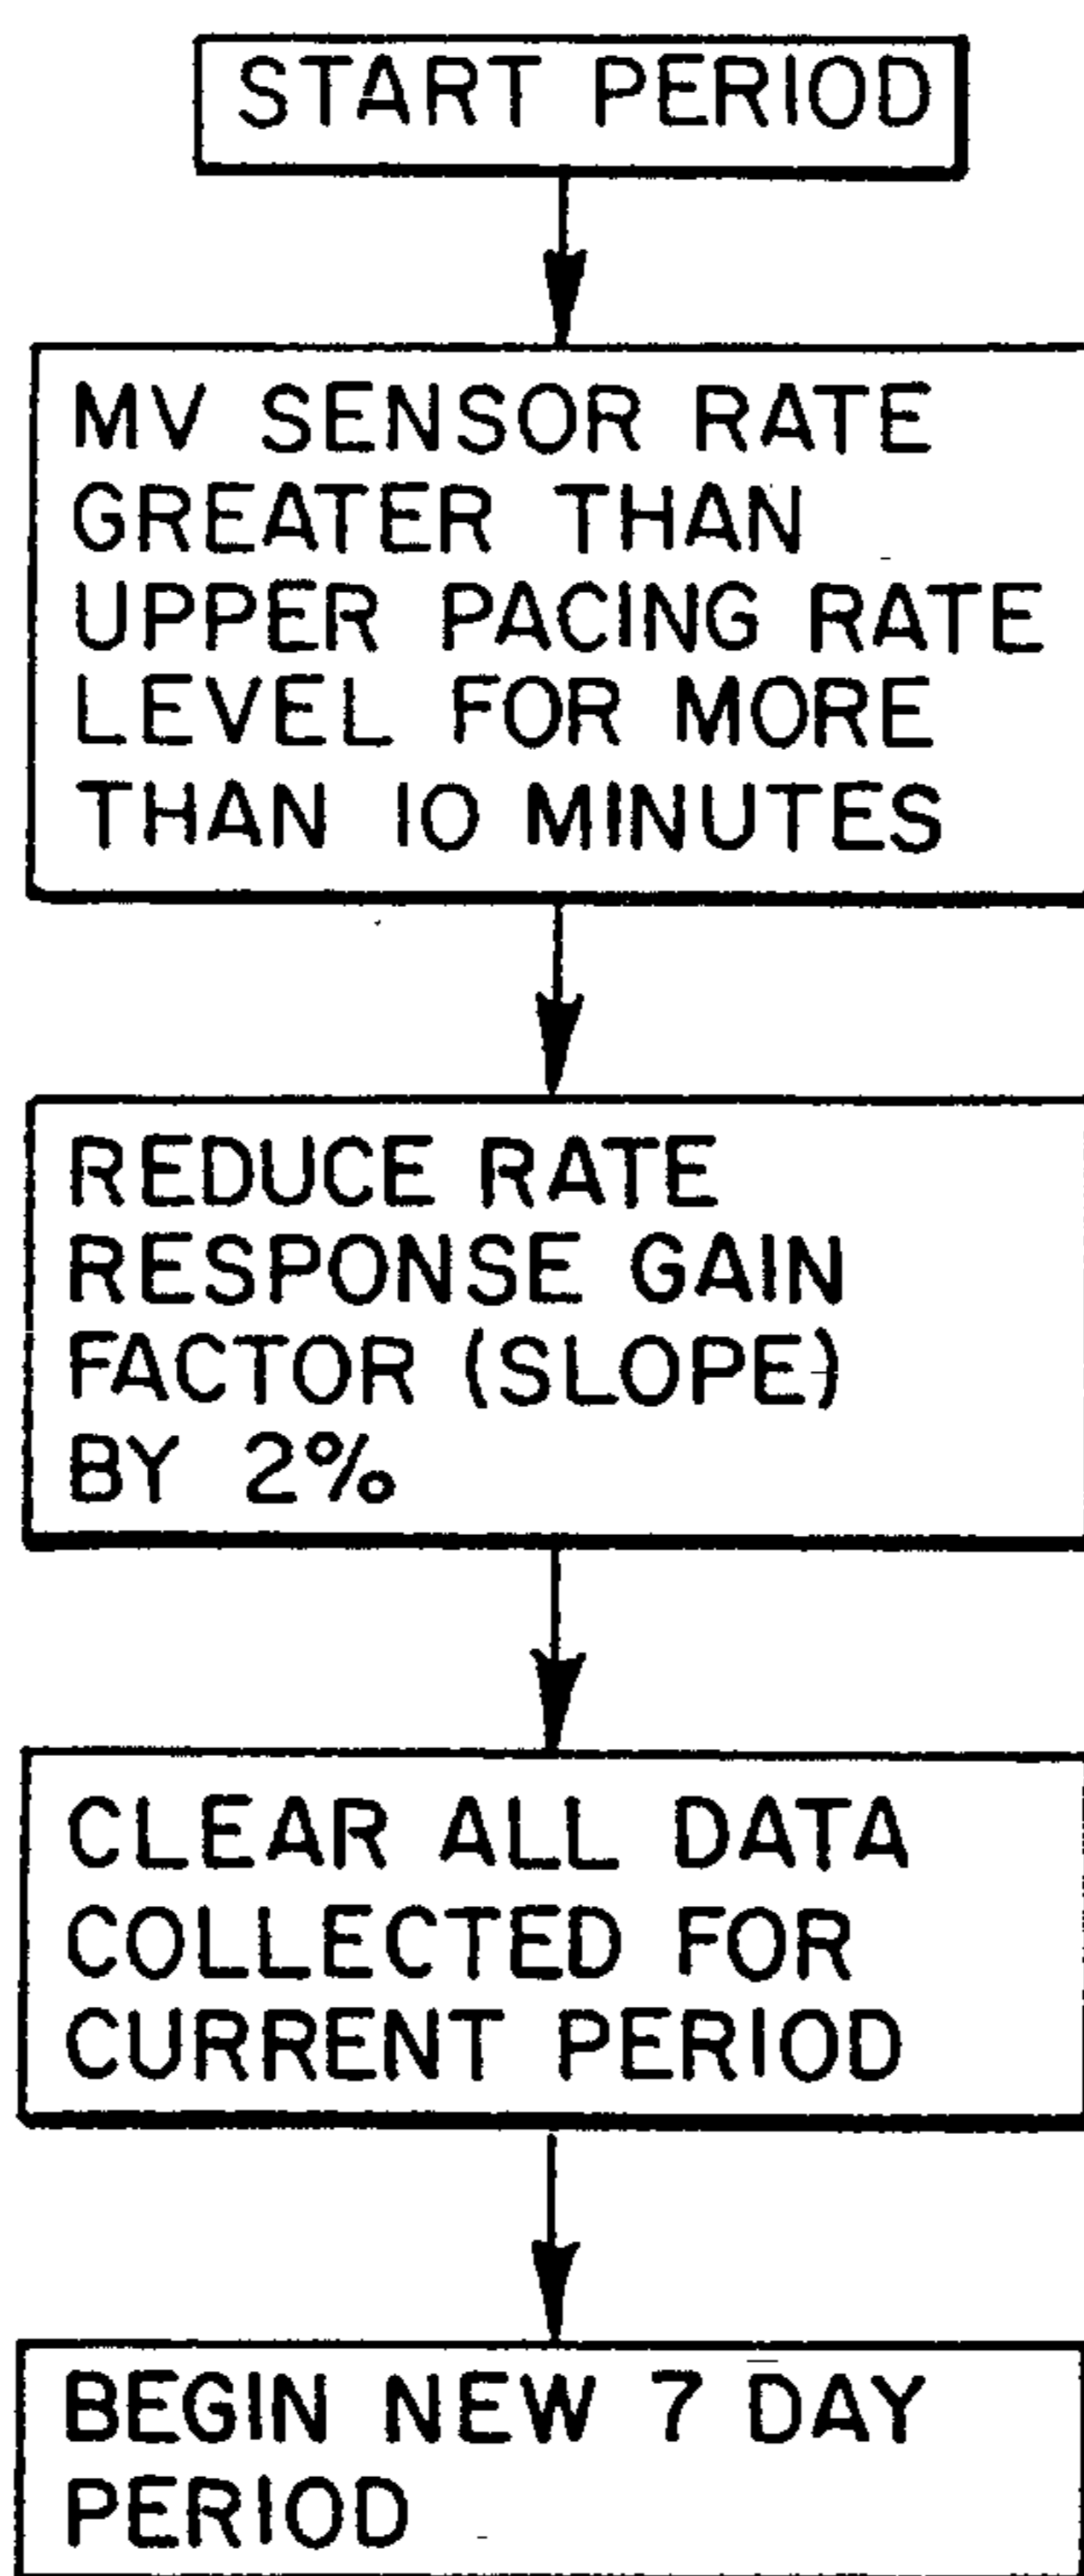 START PERIOD
MV SENSOR RATE
GREATER THAN
UPPER PACING RATE
LEVEL FOR MORE
THAN 10 MINUTES
REDUCE RATE
RESPONSE GAIN
FACTOR (SLOPE)
BY 2%
CLEAR ALL DATA
COLLECTED FOR
CURRENT PERIOD
BEGIN NEW 7 DAY
PERIOD